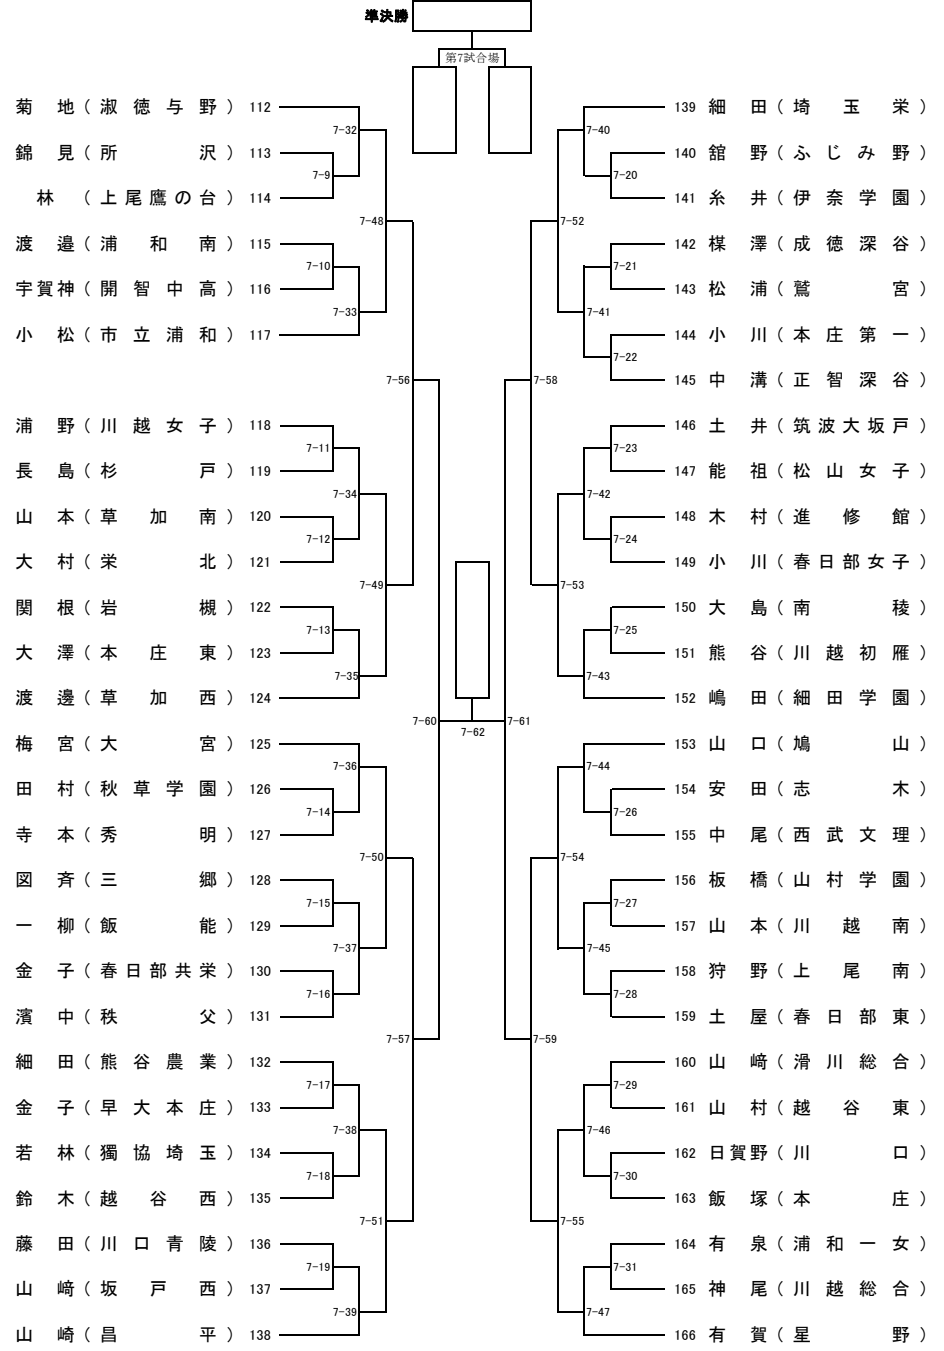 準決勝
第7試合場
菊地(淑徳与野) 112
7-32
錦見(所沢) 113
7-9
林(上尾鷹の台) 114
7-48
渡邉(浦和南) 115
7-10
宇賀神(開智中高) 116
7-33
小松(市立浦和) 117
7-56
浦野(川越女子) 118
7-11
長島(杉戸) 119
7-34
山本(草加南) 120
7-12
大村(栄北) 121
7-49
関根(岩槻) 122
7-13
大澤(本庄東) 123
7-35
渡邊(草加西) 124
7-60
梅宮(大宮) 125
7-36
田村(秋草学園) 126
7-14
寺本(秀明) 127
7-50
図斉(三郷) 128
7-15
一柳(飯能) 129
7-37
金子(春日部共栄) 130
7-16
濱中(秩父) 131
7-57
細田(熊谷農業) 132
7-17
金子(早大本庄) 133
7-38
若林(獨協埼玉) 134
7-18
鈴木(越谷西) 135
7-51
藤田(川口青陵) 136
7-19
山﨑(坂戸西) 137
7-39
山崎(昌平) 138
7-62
139 細田(埼玉栄)
7-40
140 舘野(ふじみ野)
7-20
141 糸井(伊奈学園)
7-52
142 楳澤(成徳深谷)
7-21
143 松浦(鷲宮)
7-41
144 小川(本庄第一)
7-22
145 中溝(正智深谷)
7-58
146 土井(筑波大坂戸)
7-23
147 能祖(松山女子)
7-42
148 木村(進修館)
7-24
149 小川(春日部女子)
7-53
150 大島(南稜)
7-25
151 熊谷(川越初雁)
7-43
152 嶋田(細田学園)
7-61
153 山口(鳩山)
7-44
154 安田(志木)
7-26
155 中尾(西武文理)
7-54
156 板橋(山村学園)
7-27
157 山本(川越南)
7-45
158 狩野(上尾南)
7-28
159 土屋(春日部東)
7-59
160 山﨑(滑川総合)
7-29
161 山村(越谷東)
7-46
162 日賀野(川口)
7-30
163 飯塚(本庄)
7-55
164 有泉(浦和一女)
7-31
165 神尾(川越総合)
7-47
166 有賀(星野)